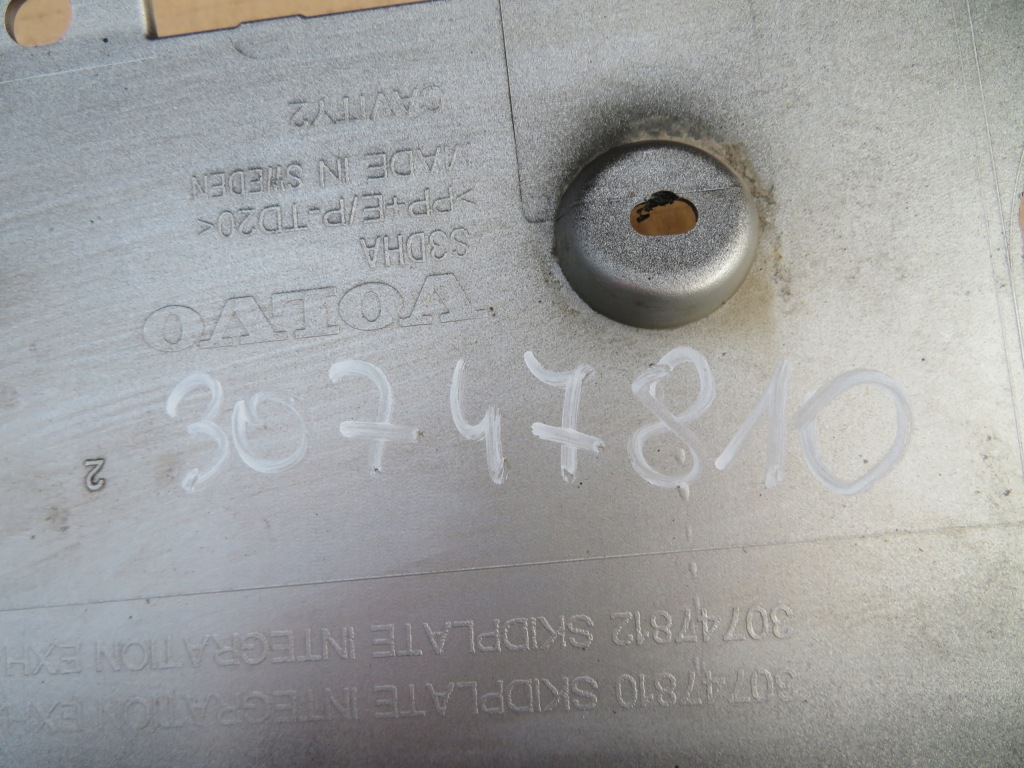 30747810
30747810 SKIDPLATE INTEGRATION EXH
30747812 SKIDPLATE INTEGRATION EXH
2
VOLVO
S3DHA
>PP+E/P-TD20<
MADE IN SWEDEN
CAVITY2